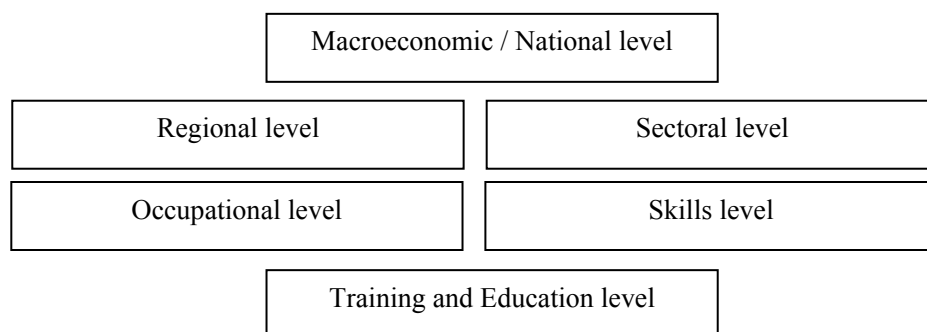 Macroeconomic / National level
Regional level
Sectoral level
Occupational level
Skills level
Training and Education level